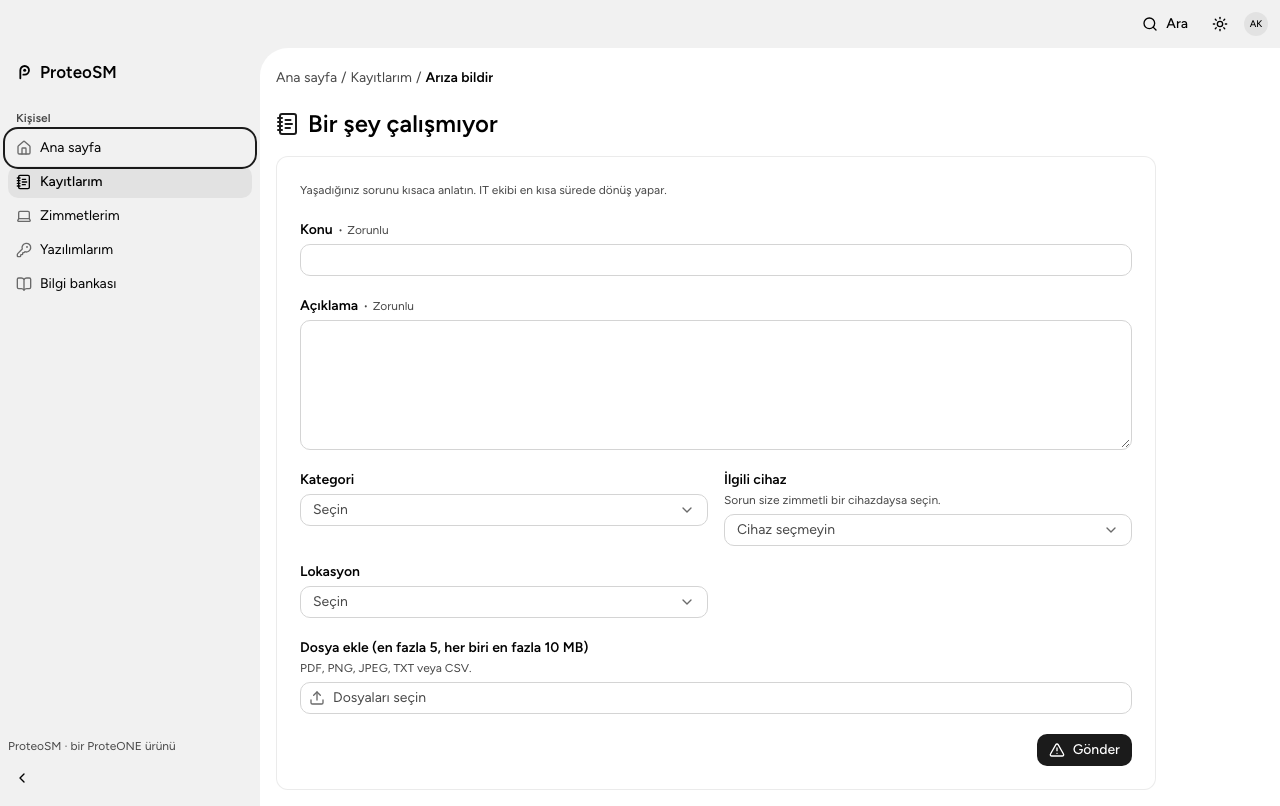 Ara
AK
ProteoSM
Kişisel
Ana sayfa
Kayıtlarım
Zimmetlerim
Yazılımlarım
Bilgi bankası
ProteoSM · bir ProteONE ürünü
Ana sayfa / Kayıtlarım / Arıza bildir
Bir şey çalışmıyor
Yaşadığınız sorunu kısaca anlatın. IT ekibi en kısa sürede dönüş yapar.
Konu • Zorunlu
Açıklama • Zorunlu
Kategori
Seçin
İlgili cihaz
Sorun size zimmetli bir cihazdaysa seçin.
Cihaz seçmeyin
Lokasyon
Seçin
Dosya ekle (en fazla 5, her biri en fazla 10 MB)
PDF, PNG, JPEG, TXT veya CSV.
Dosyaları seçin
Gönder